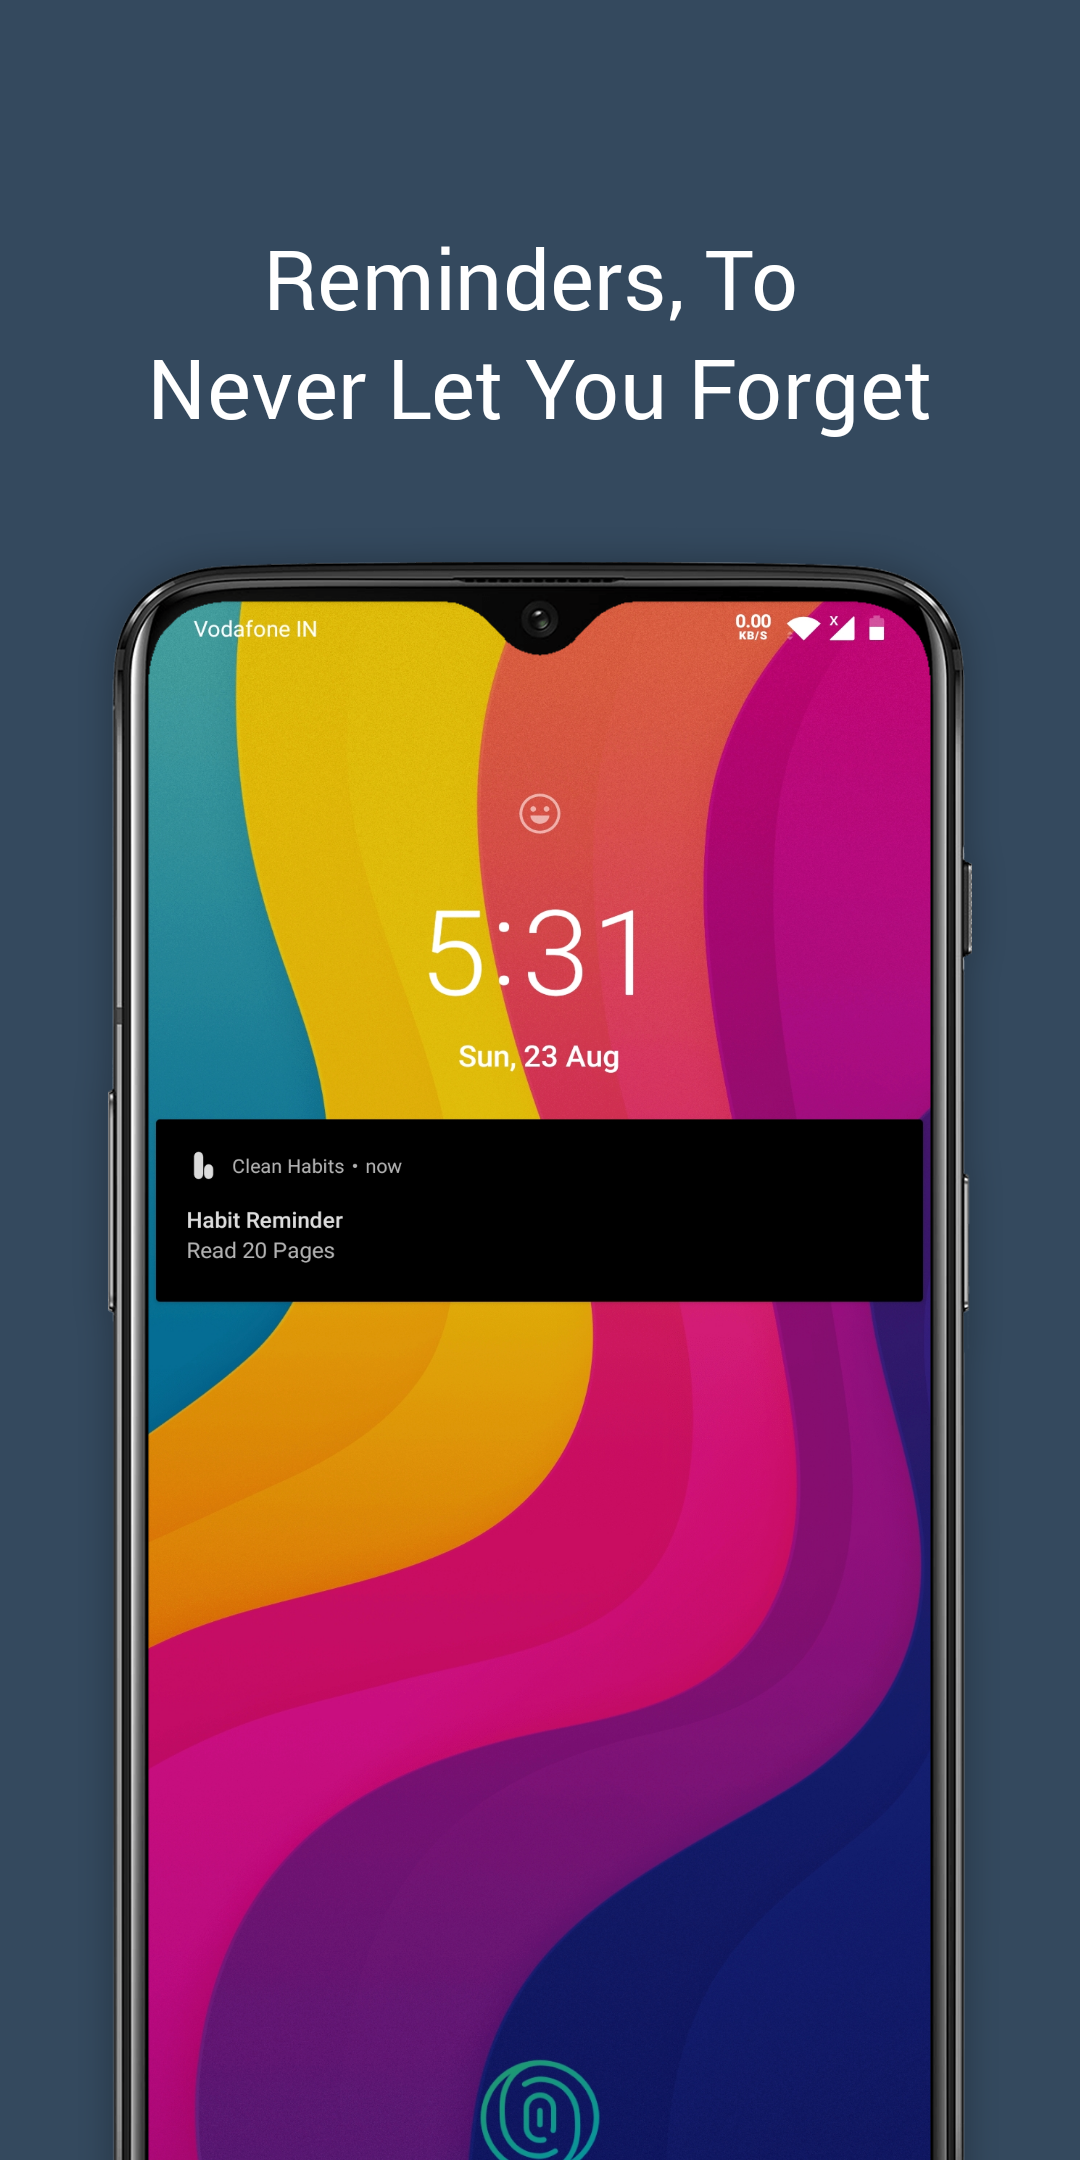 Reminders, To
Never Let You Forget
Vodafone IN
0.00
KB/S
X
5:31
Sun, 23 Aug
Clean Habits • now
Habit Reminder
Read 20 Pages